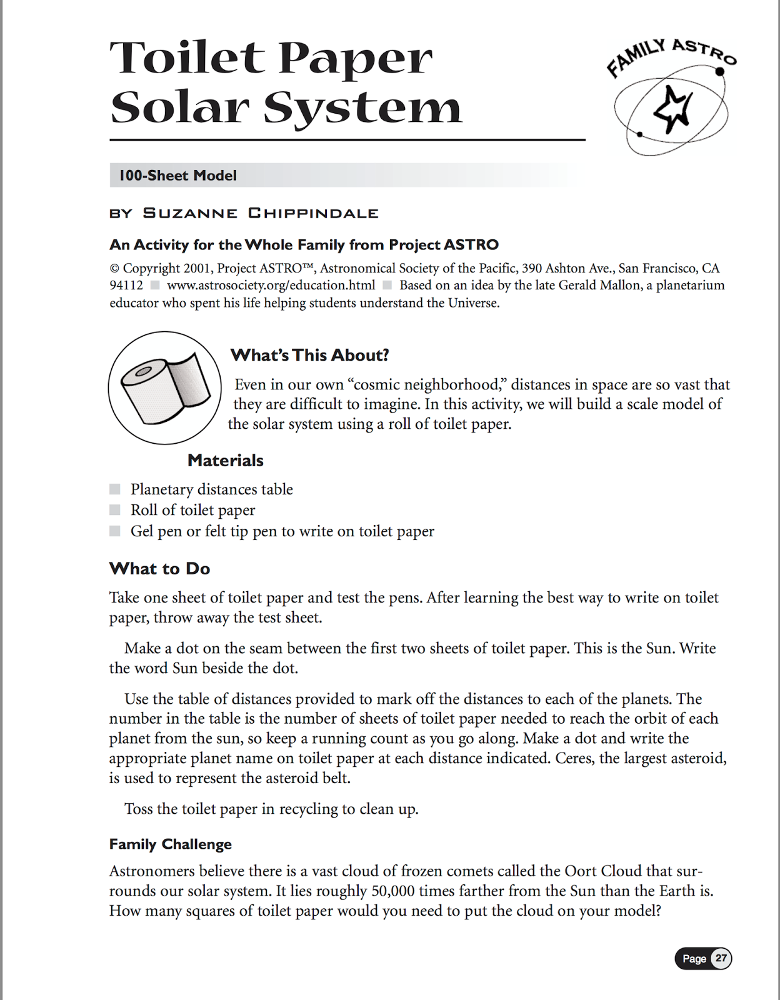 Toilet Paper
Solar System
FAMILY ASTRO
100-Sheet Model
BY SUZANNE CHIPPINDALE
An Activity for the Whole Family from Project ASTRO
© Copyright 2001, Project ASTRO™, Astronomical Society of the Pacific, 390 Ashton Ave., San Francisco, CA
94112 ■ www.astrosociety.org/education.html ■ Based on an idea by the late Gerald Mallon, a planetarium
educator who spent his life helping students understand the Universe.
What's This About?
Even in our own “cosmic neighborhood,” distances in space are so vast that
they are difficult to imagine. In this activity, we will build a scale model of
the solar system using a roll of toilet paper.
Materials
■ Planetary distances table
■ Roll of toilet paper
■ Gel pen or felt tip pen to write on toilet paper
What to Do
Take one sheet of toilet paper and test the pens. After learning the best way to write on toilet
paper, throw away the test sheet.
Make a dot on the seam between the first two sheets of toilet paper. This is the Sun. Write
the word Sun beside the dot.
Use the table of distances provided to mark off the distances to each of the planets. The
number in the table is the number of sheets of toilet paper needed to reach the orbit of each
planet from the sun, so keep a running count as you go along. Make a dot and write the
appropriate planet name on toilet paper at each distance indicated. Ceres, the largest asteroid,
is used to represent the asteroid belt.
Toss the toilet paper in recycling to clean up.
Family Challenge
Astronomers believe there is a vast cloud of frozen comets called the Oort Cloud that sur-
rounds our solar system. It lies roughly 50,000 times farther from the Sun than the Earth is.
How many squares of toilet paper would you need to put the cloud on your model?
Page 27